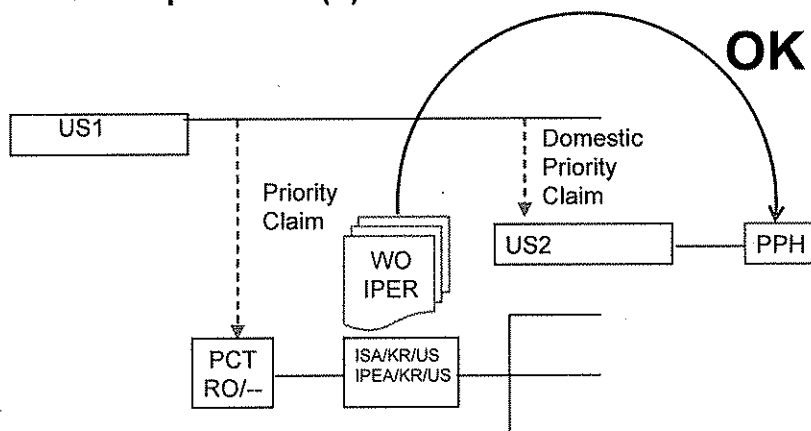 OK
US1
Priority
Claim
Domestic
Priority
Claim
WO
IPER
US2
PPH
PCT
RO/--
ISA/KR/US
IPEA/KR/US